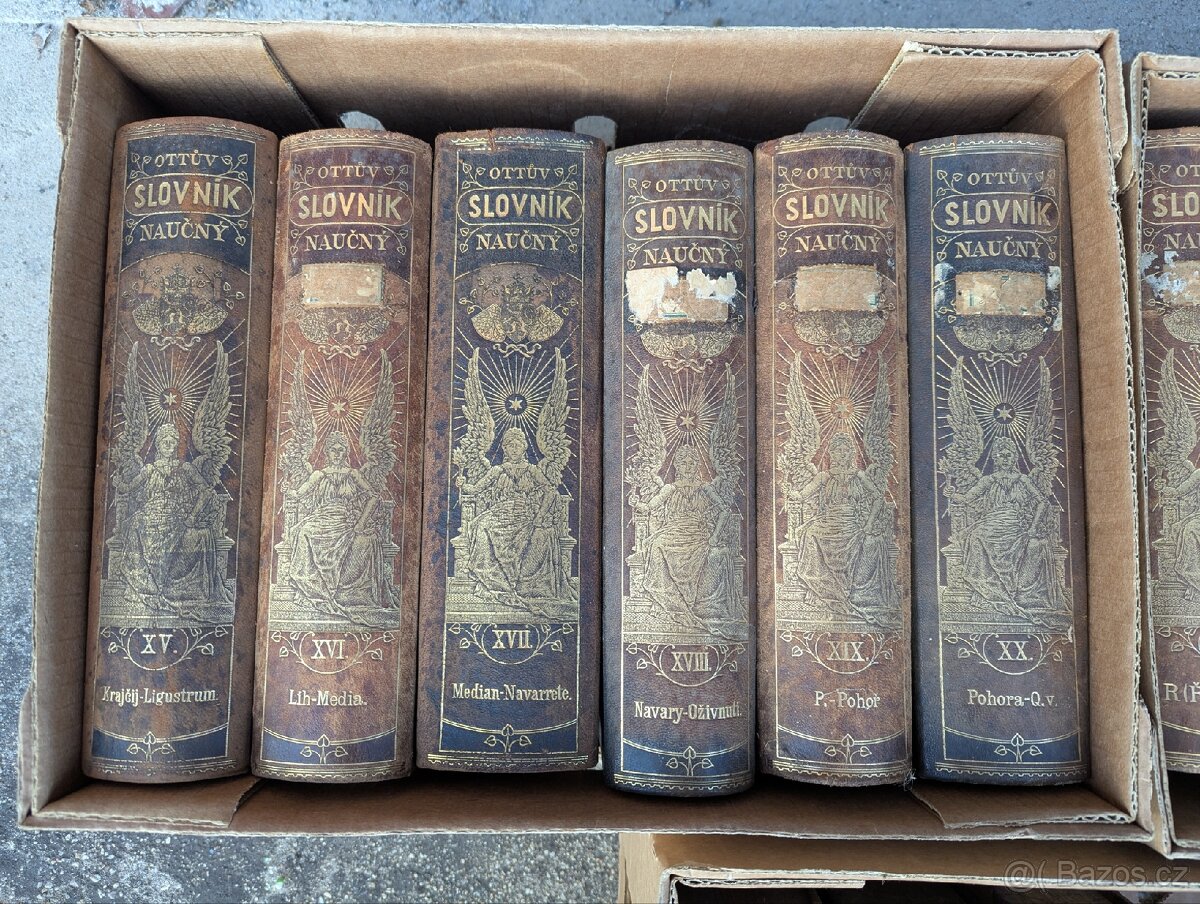 OTTŮV
SLOVNÍK
NAUČNÝ
XV.
Krajčij-Ligustrum.
OTTŮV
SLOVNÍK
NAUČNÝ
XVI
Lih-Media.
OTTŮV
SLOVNÍK
NAUČNÝ
XVII.
Median-Navarrete.
OTTŮV
SLOVNÍK
NAUČNÝ
XVIII.
Navary-Oživnutí.
OTTŮV
SLOVNÍK
NAUČNÝ
XIX.
P.-Pohoř
OTTŮV
SLOVNÍK
NAUČNÝ
XX.
Pohora-Q.v.
SLO
Bazos.cz